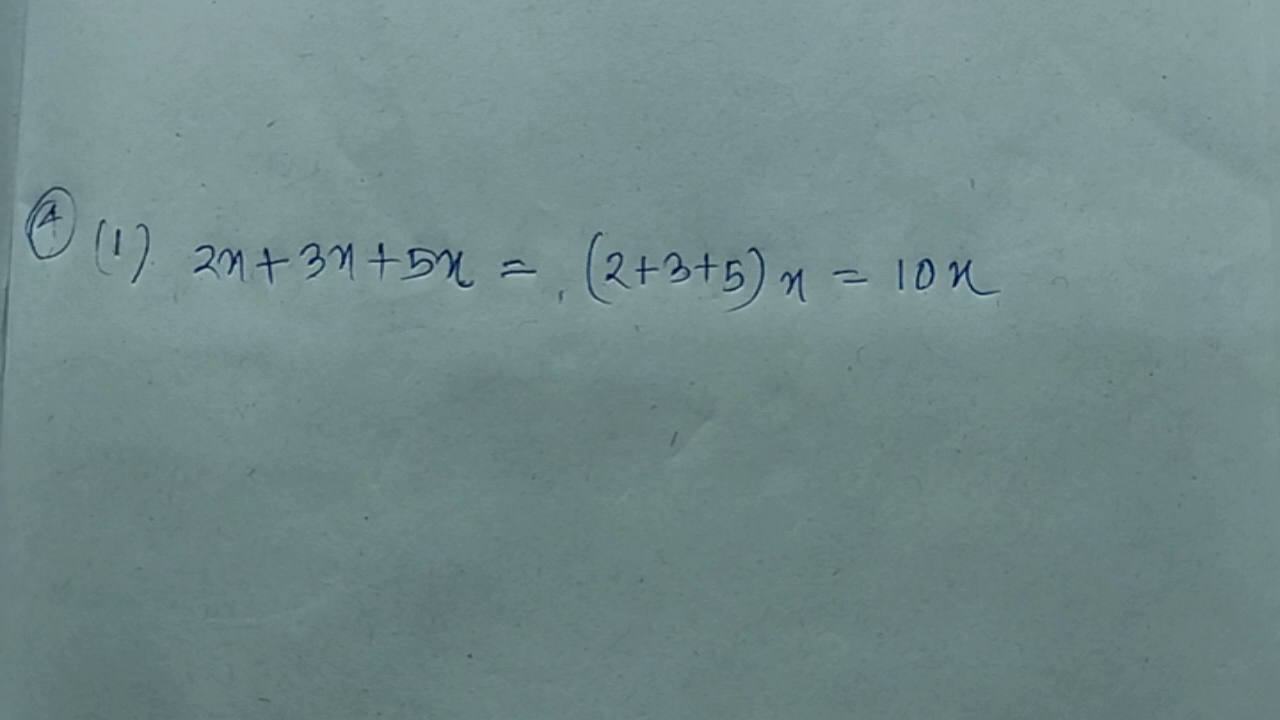 ④ (1) 2x+3x+5x = (2+3+5)x = 10x